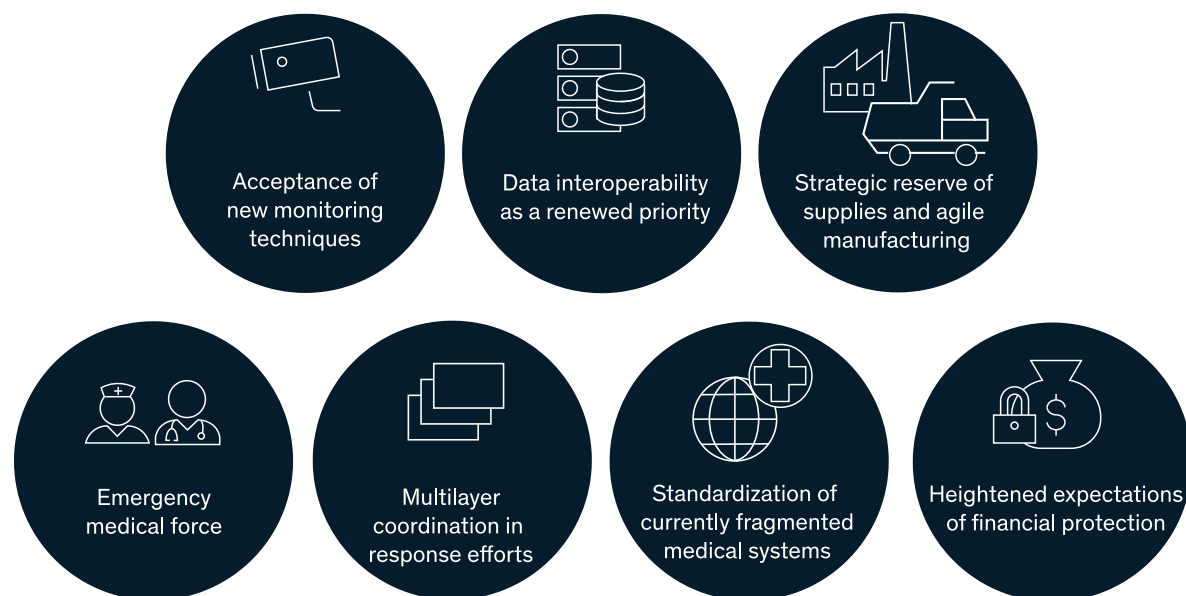 Acceptance of
new monitoring
techniques
Data interoperability
as a renewed priority
Strategic reserve of
supplies and agile
manufacturing
Emergency
medical force
Multilayer
coordination in
response efforts
Standardization of
currently fragmented
medical systems
Heightened expectations
of financial protection
$